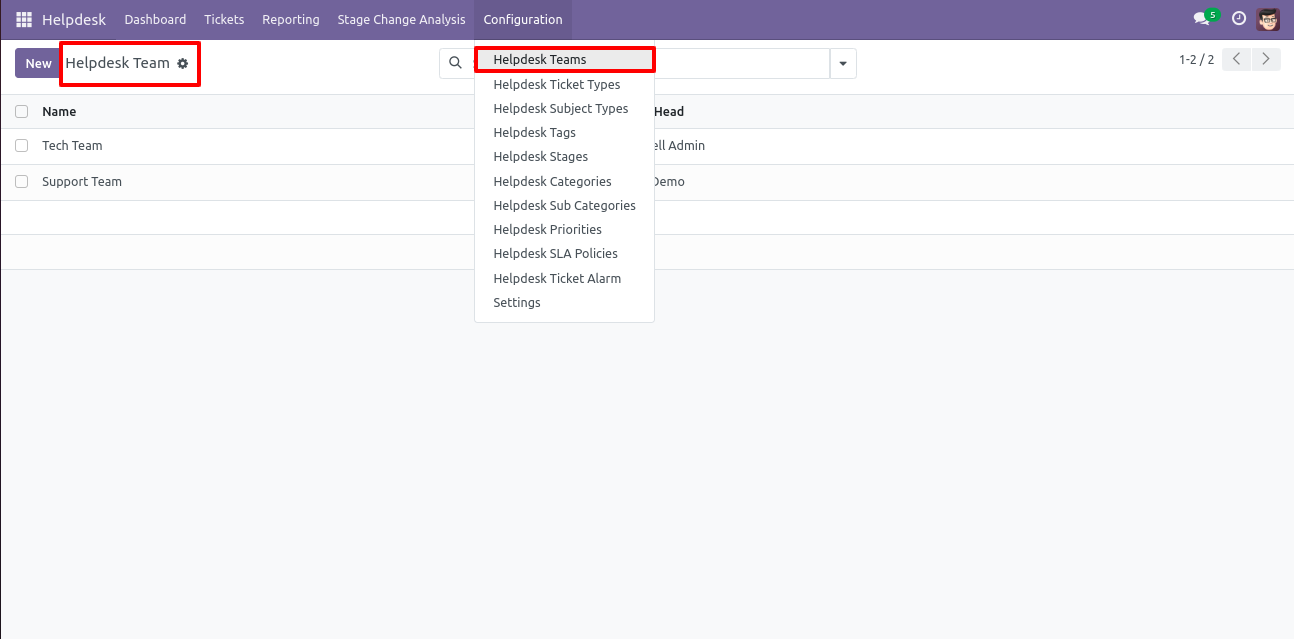 Helpdesk Dashboard Tickets Reporting Stage Change Analysis Configuration 5
New Helpdesk Team 1-2 / 2
Helpdesk Teams
Helpdesk Ticket Types
Helpdesk Subject Types
Helpdesk Tags
Helpdesk Stages
Helpdesk Categories
Helpdesk Sub Categories
Helpdesk Priorities
Helpdesk SLA Policies
Helpdesk Ticket Alarm
Settings
Name Head
Tech Team ell Admin
Support Team Demo